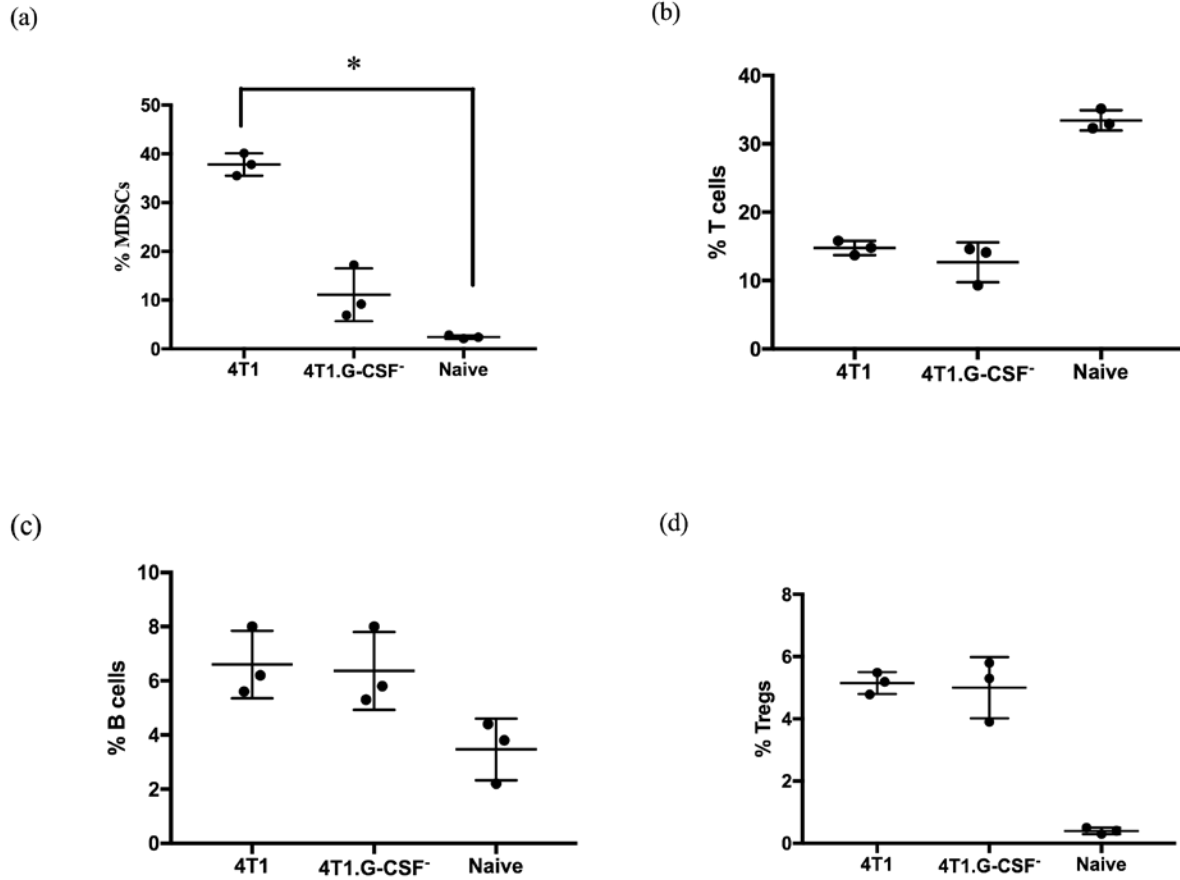 (a)
*
50
40
30
20
10
0
% MDSCs
4T1 4T1.G-CSF⁻ Naive
(b)
40
30
20
10
0
% T cells
4T1 4T1.G-CSF⁻ Naive
(c)
10
8
6
4
2
0
% B cells
4T1 4T1.G-CSF⁻ Naive
(d)
8
6
4
2
0
% Tregs
4T1 4T1.G-CSF⁻ Naive